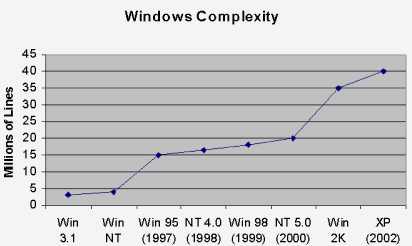 Windows Complexity
Millions of Lines
45
40
35
30
25
20
15
10
5
0
Win 3.1
Win NT
Win 95 (1997)
NT 4.0 (1998)
Win 98 (1999)
NT 5.0 (2000)
Win 2K
XP (2002)